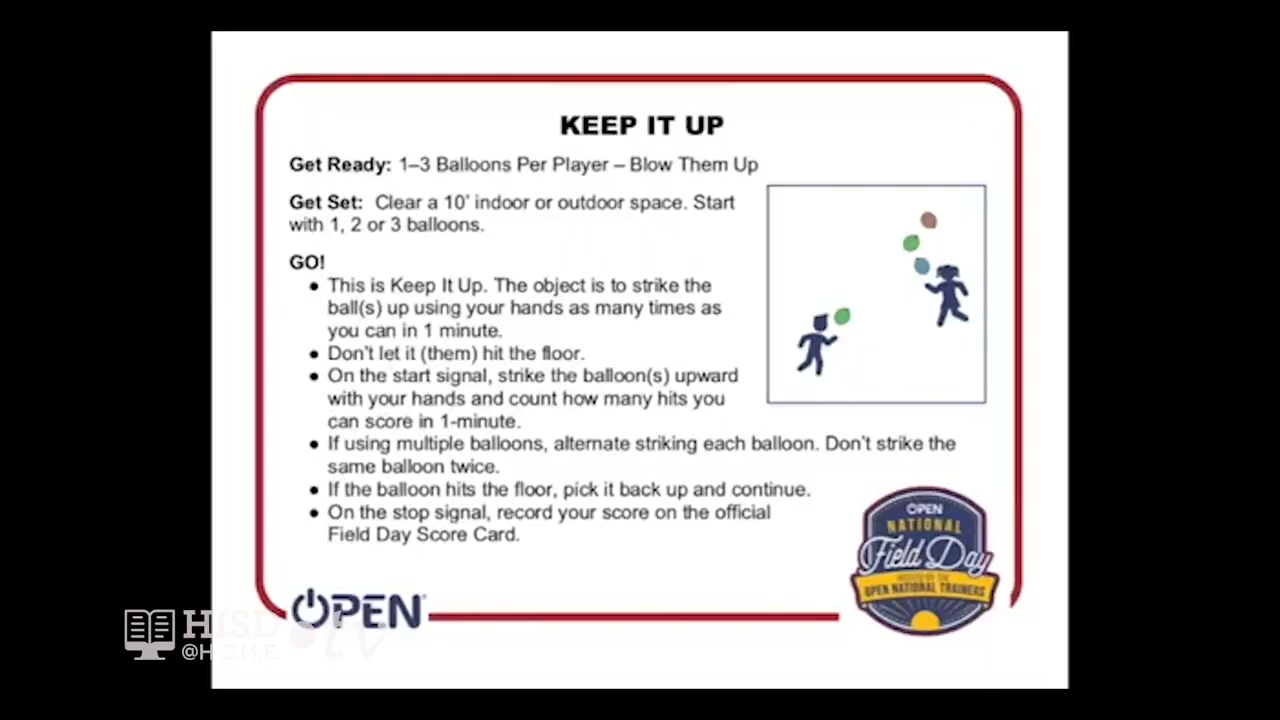 KEEP IT UP
Get Ready: 1–3 Balloons Per Player – Blow Them Up
Get Set: Clear a 10' indoor or outdoor space. Start
with 1, 2 or 3 balloons.
GO!
• This is Keep It Up. The object is to strike the
ball(s) up using your hands as many times as
you can in 1 minute.
• Don't let it (them) hit the floor.
• On the start signal, strike the balloon(s) upward
with your hands and count how many hits you
can score in 1-minute.
• If using multiple balloons, alternate striking each balloon. Don't strike the
same balloon twice.
• If the balloon hits the floor, pick it back up and continue.
• On the stop signal, record your score on the official
Field Day Score Card.
OPEN
NATIONAL
Field Day
HOSTED BY THE
OPEN NATIONAL TRAINERS
OPEN
HISD
tv
@H.O.M.E.